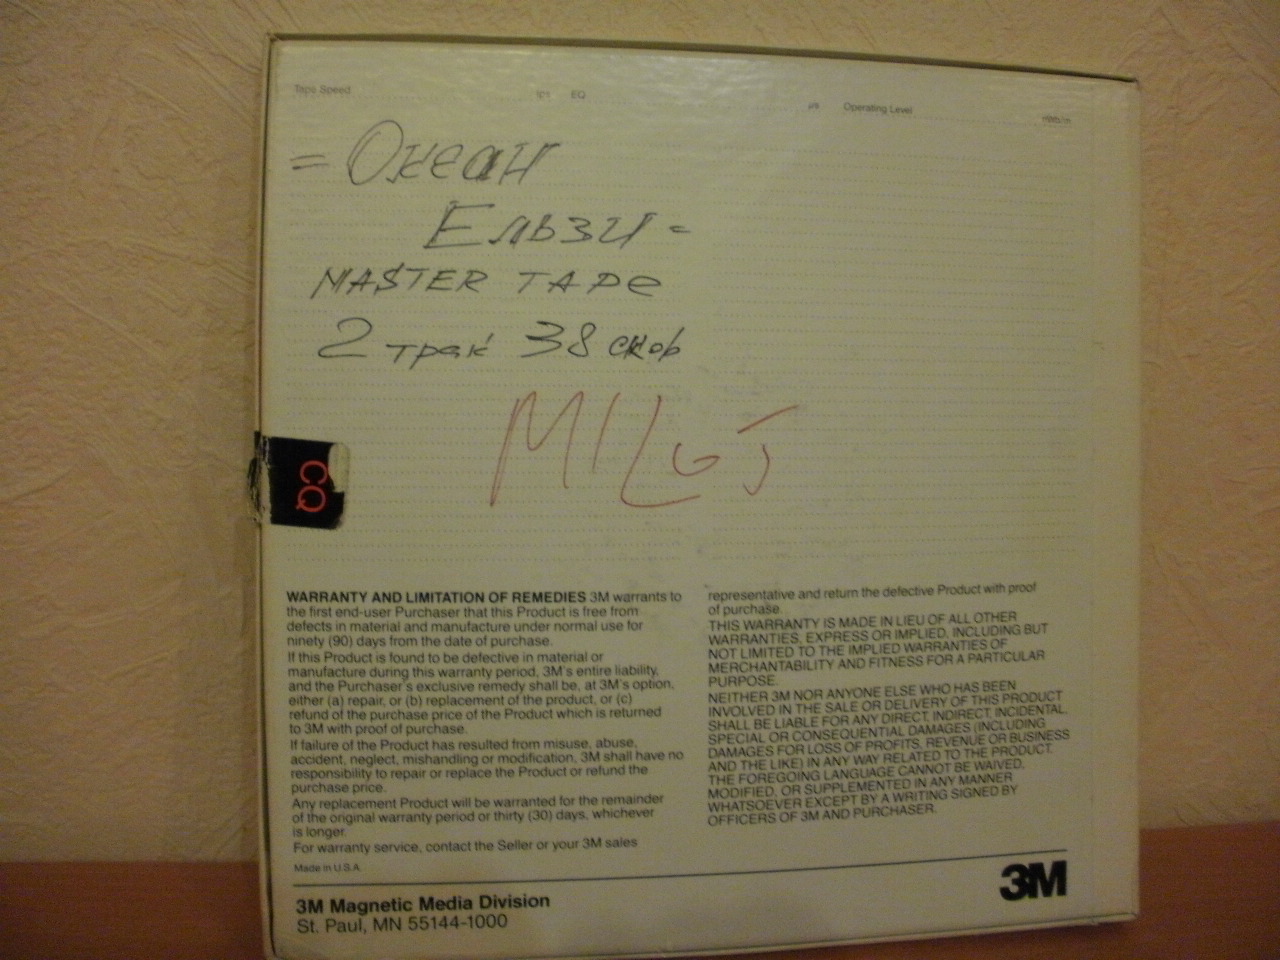 Tape Speed ips EQ µs Operating Level nWb/m
= Океан
Ельзи =
MASTER TAPE
2 трак 38 скор
MILOS
CQ
WARRANTY AND LIMITATION OF REMEDIES 3M warrants to
the first end-user Purchaser that this Product is free from
defects in material and manufacture under normal use for
ninety (90) days from the date of purchase.
If this Product is found to be defective in material or
manufacture during this warranty period, 3M's entire liability,
and the Purchaser's exclusive remedy shall be, at 3M's option,
either (a) repair, or (b) replacement of the product, or (c)
refund of the purchase price of the Product which is returned
to 3M with proof of purchase.
If failure of the Product has resulted from misuse, abuse,
accident, neglect, mishandling or modification, 3M shall have no
responsibility to repair or replace the Product or refund the
purchase price.
Any replacement Product will be warranted for the remainder
of the original warranty period or thirty (30) days, whichever
is longer.
For warranty service, contact the Seller or your 3M sales
representative and return the defective Product with proof
of purchase.
THIS WARRANTY IS MADE IN LIEU OF ALL OTHER
WARRANTIES, EXPRESS OR IMPLIED, INCLUDING BUT
NOT LIMITED TO THE IMPLIED WARRANTIES OF
MERCHANTABILITY AND FITNESS FOR A PARTICULAR
PURPOSE.
NEITHER 3M NOR ANYONE ELSE WHO HAS BEEN
INVOLVED IN THE SALE OR DELIVERY OF THIS PRODUCT
SHALL BE LIABLE FOR ANY DIRECT, INDIRECT, INCIDENTAL,
SPECIAL OR CONSEQUENTIAL DAMAGES (INCLUDING
DAMAGES FOR LOSS OF PROFITS, REVENUE OR BUSINESS
AND THE LIKE) IN ANY WAY RELATED TO THE PRODUCT.
THE FOREGOING LANGUAGE CANNOT BE WAIVED,
MODIFIED, OR SUPPLEMENTED IN ANY MANNER
WHATSOEVER EXCEPT BY A WRITING SIGNED BY
OFFICERS OF 3M AND PURCHASER.
Made in U.S.A.
3M
3M Magnetic Media Division
St. Paul, MN 55144-1000